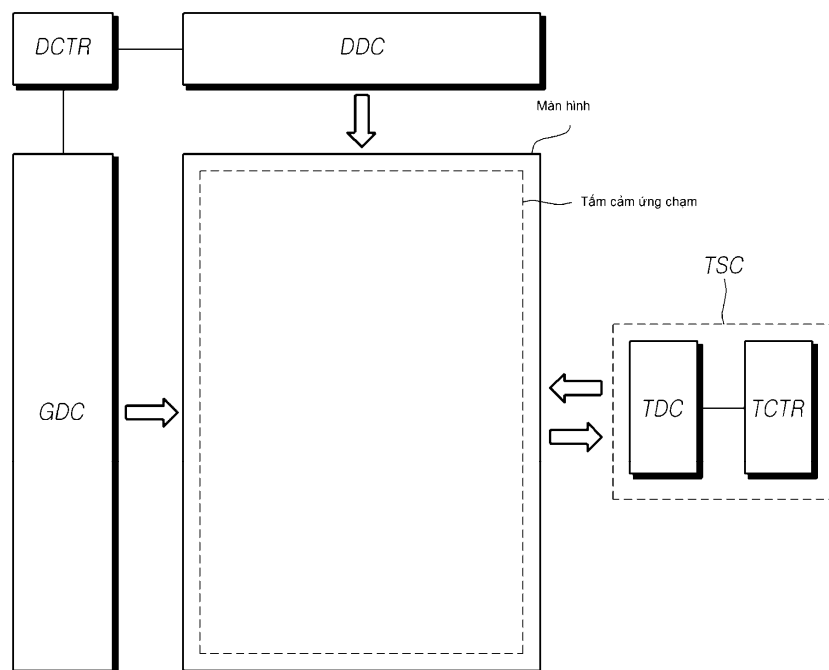 DCTR
DDC
Màn hình
Tấm cảm ứng chạm
TSC
GDC
TDC
TCTR